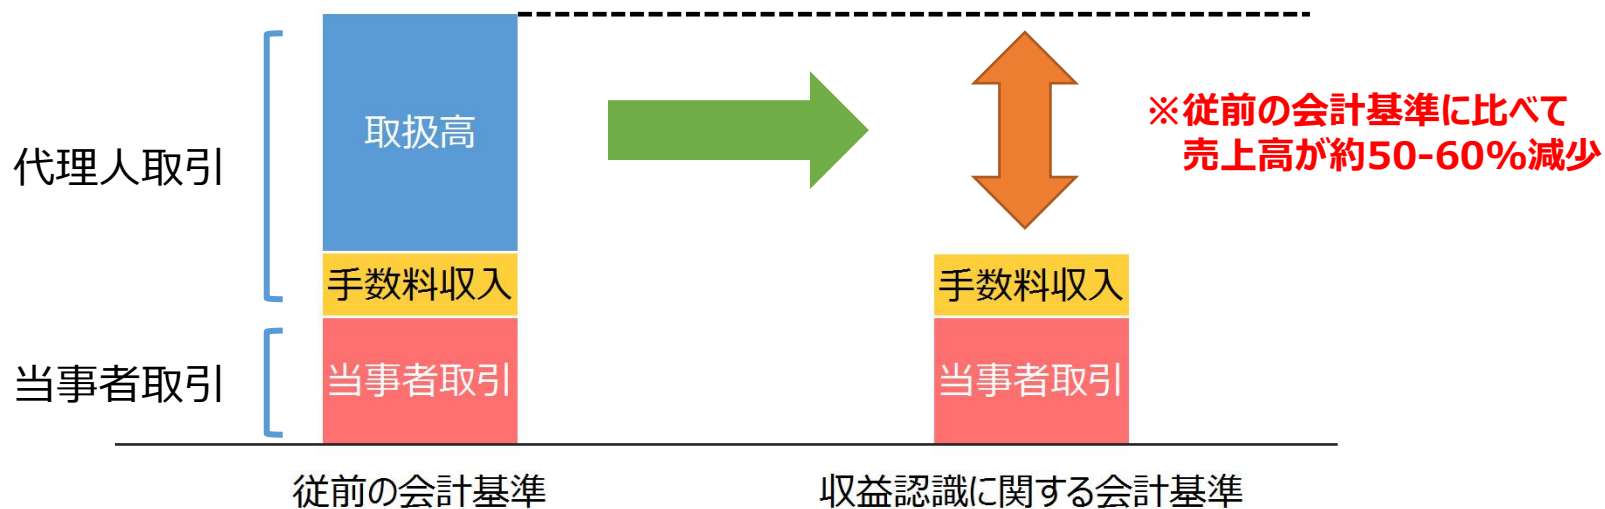 代理人取引
当事者取引
取扱高
手数料収入
当事者取引
手数料収入
当事者取引
※従前の会計基準に比べて
売上高が約50-60%減少
従前の会計基準
収益認識に関する会計基準